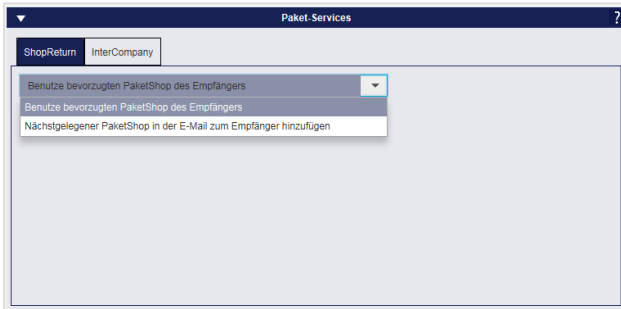 Paket-Services
?
ShopReturn
InterCompany
Benutze bevorzugten PaketShop des Empfängers
Benutze bevorzugten PaketShop des Empfängers
Nächstgelegener PaketShop in der E-Mail zum Empfänger hinzufügen